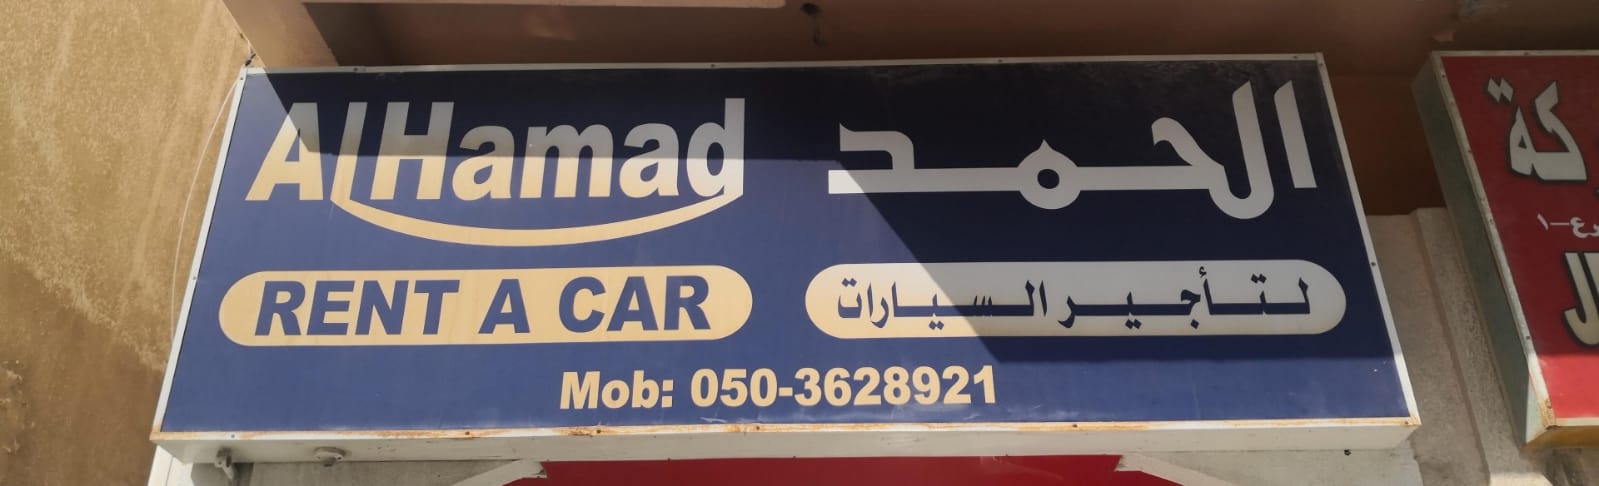 AlHamad
الحمد
RENT A CAR
لتأجير السيارات
Mob: 050-3628921